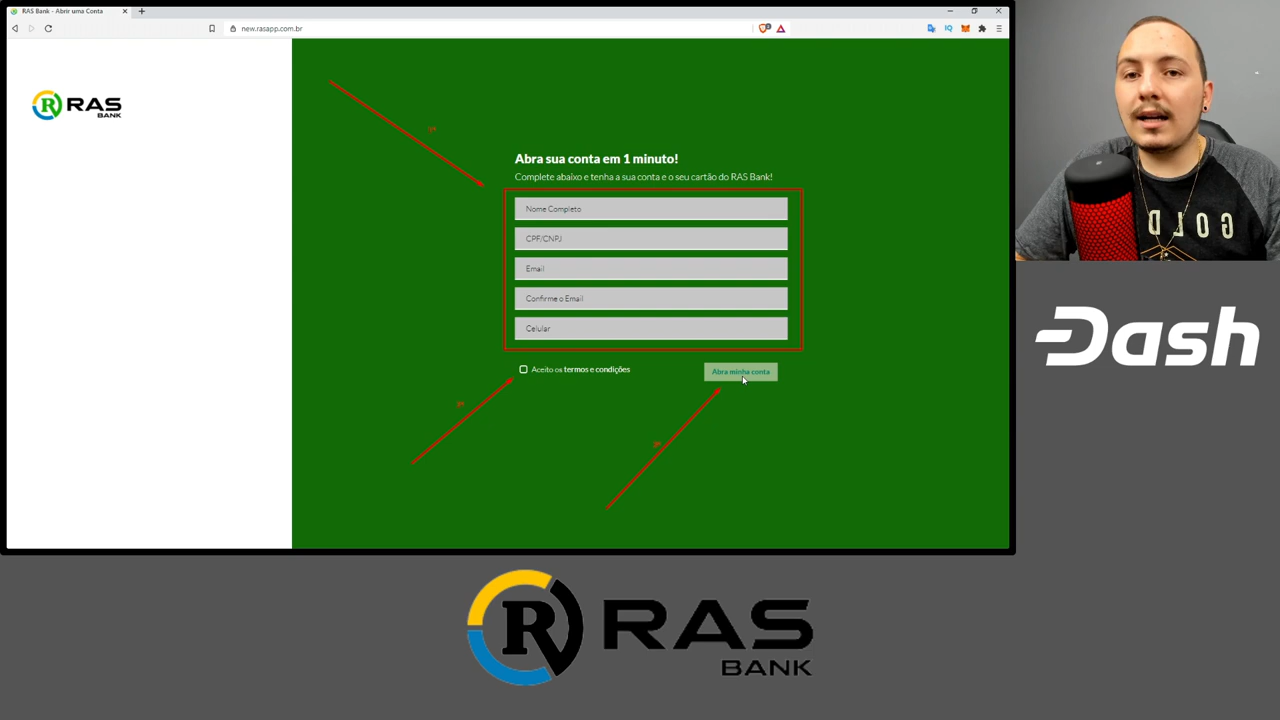 RAS Bank - Abrir uma Conta
new.rasapp.com.br
RAS
BANK
1º
Abra sua conta em 1 minuto!
Complete abaixo e tenha a sua conta e o seu cartão do RAS Bank!
Nome Completo
CPF/CNPJ
Email
Confirme o Email
Celular
Aceito os termos e condições
Abra minha conta
GOLD
Dash
R RAS
BANK